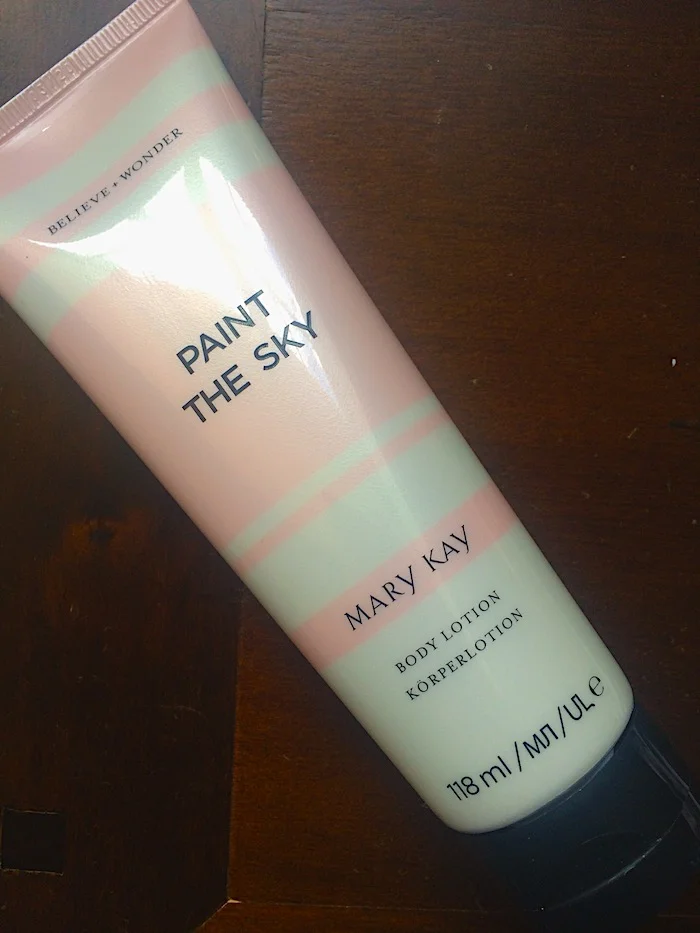 BELIEVE + WONDER
PAINT
THE SKY
MARY KAY
BODY LOTION
KÖRPERLOTION
118 ml / МЛ / UL ℮